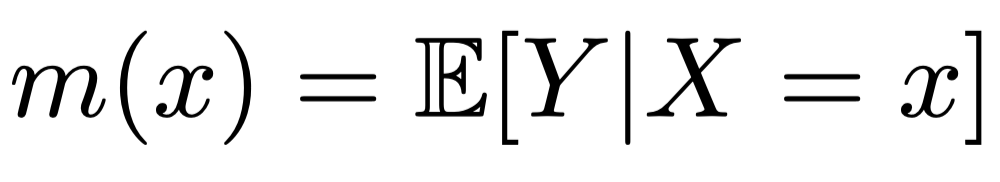 m(x) = 𝔼[Y|X = x]